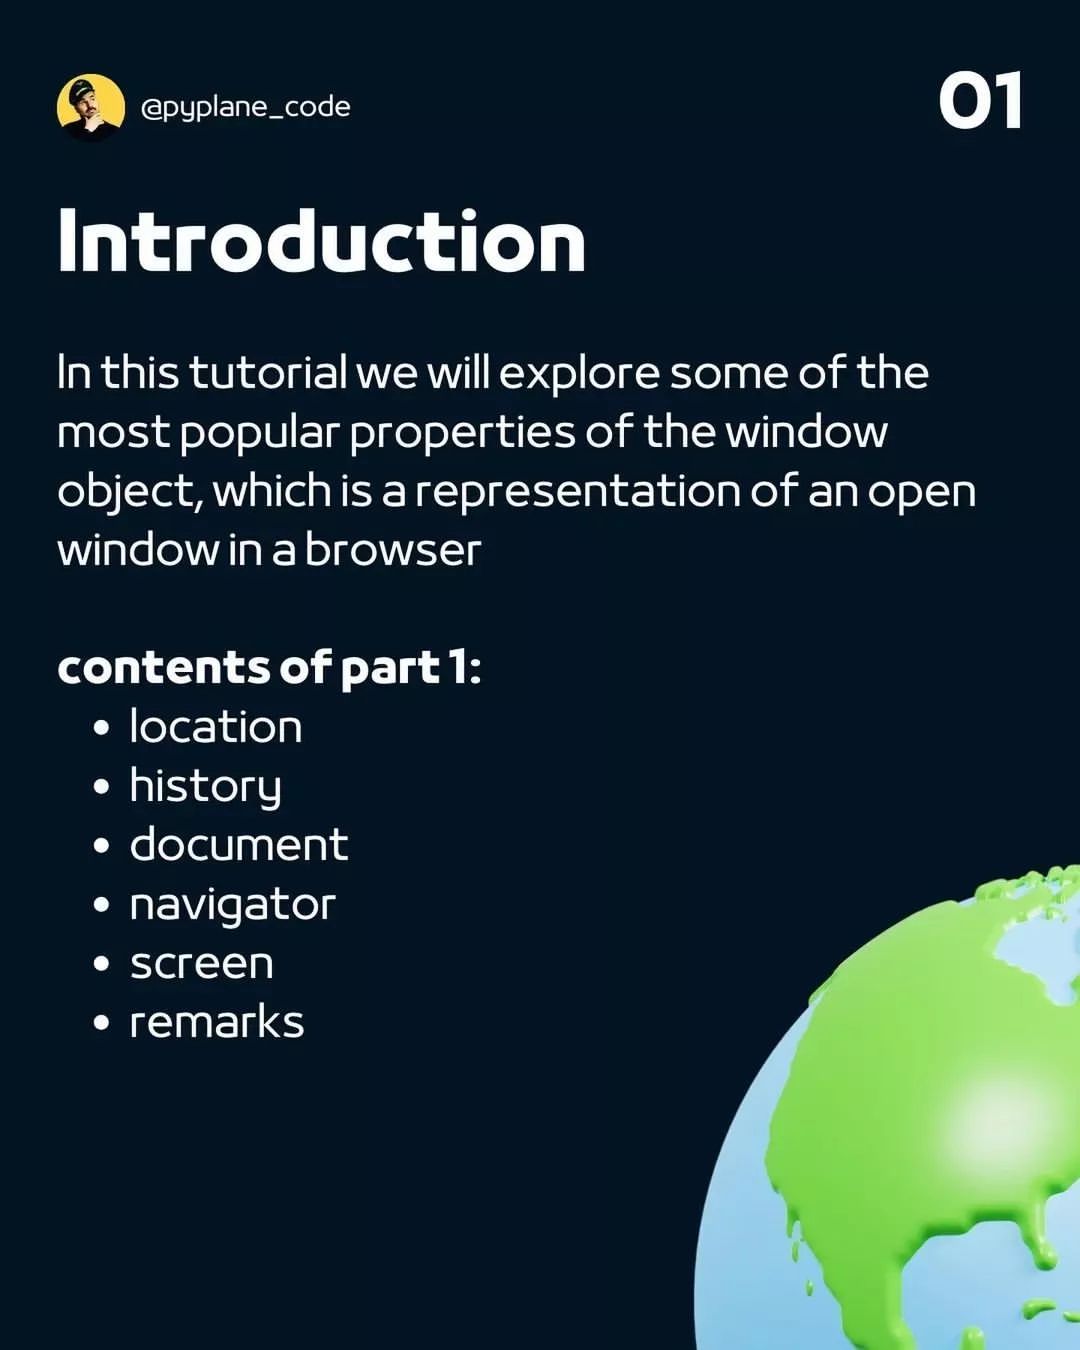 @pyplane_code
01
Introduction
In this tutorial we will explore some of the
most popular properties of the window
object, which is a representation of an open
window in a browser
contents of part 1:
• location
• history
• document
• navigator
• screen
• remarks